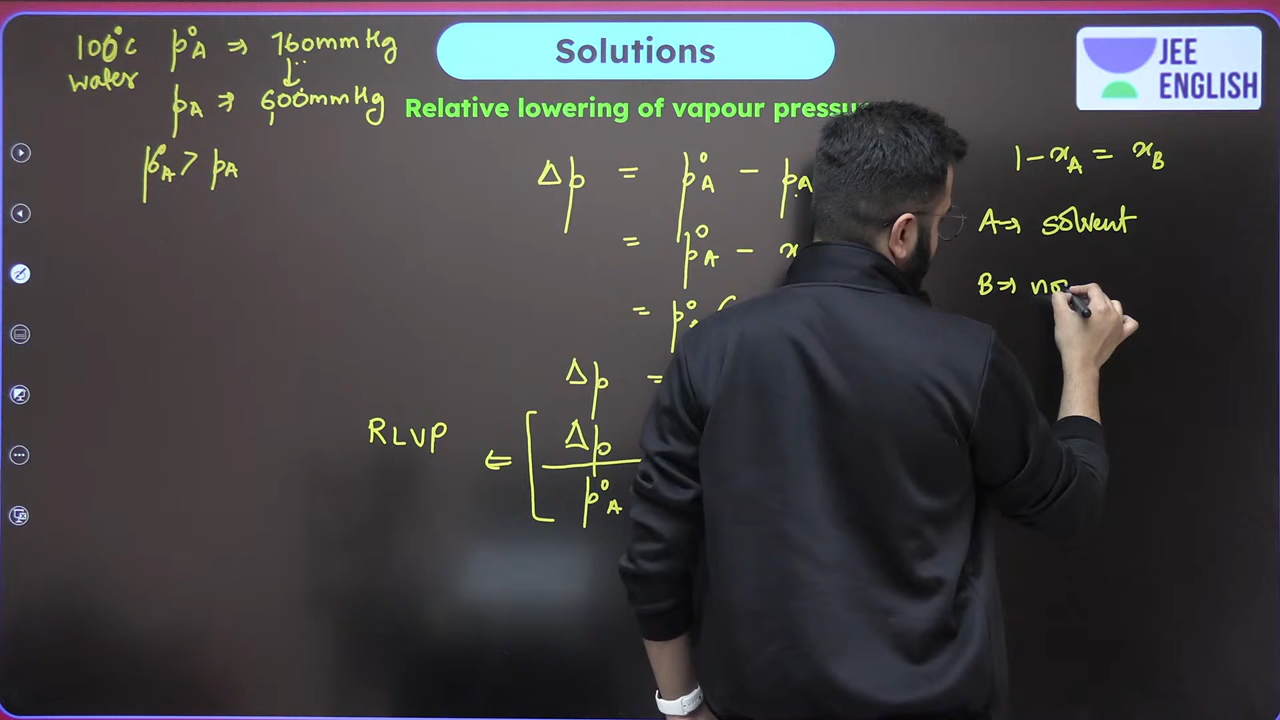 Solutions
JEE
ENGLISH
100°C p°A ⇒ 760mmHg
water ↓
pA ⇒ 600mmHg
Relative lowering of vapour
p°A > pA
Δp = p°A - pA
= p°A - x
= p°
Δp =
RLVP ⇐ [ Δp
p°A
1-xA = xB
A→ solvent
B⇒ no